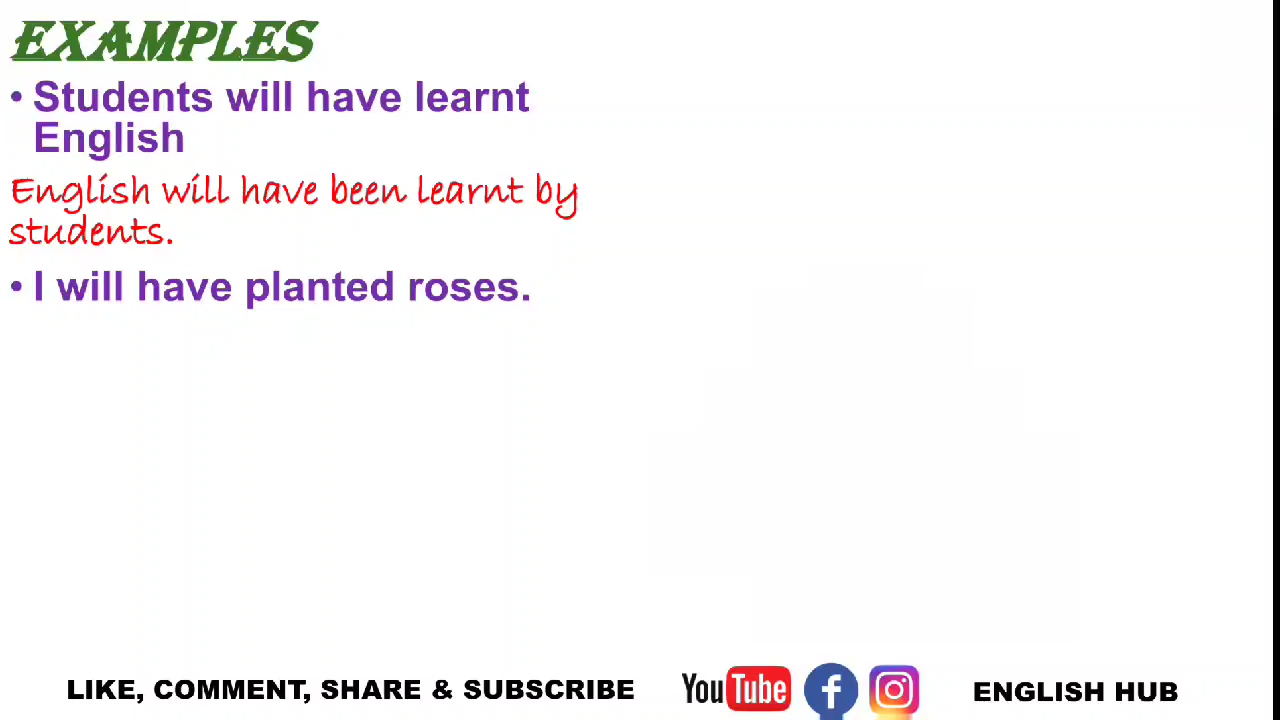 EXAMPLES
• Students will have learnt
English
English will have been learnt by
students.
• I will have planted roses.
LIKE, COMMENT, SHARE & SUBSCRIBE YouTube f ENGLISH HUB